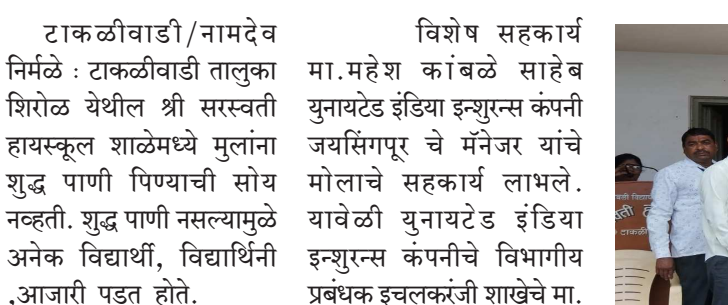 टाकळीवाडी/नामदेव
निर्मळे : टाकळीवाडी तालुका
शिरोळ येथील श्री सरस्वती
हायस्कूल शाळेमध्ये मुलांना
शुद्ध पाणी पिण्याची सोय
नव्हती. शुद्ध पाणी नसल्यामुळे
अनेक विद्यार्थी, विद्यार्थिनी
,आजारी पडत होते.
विशेष सहकार्य
मा.महेश कांबळे साहेब
युनायटेड इंडिया इन्शुरन्स कंपनी
जयसिंगपूर चे मॅनेजर यांचे
मोलाचे सहकार्य लाभले.
यावेळी युनायटेड इंडिया
इन्शुरन्स कंपनीचे विभागीय
प्रबंधक इचलकरंजी शाखेचे मा.